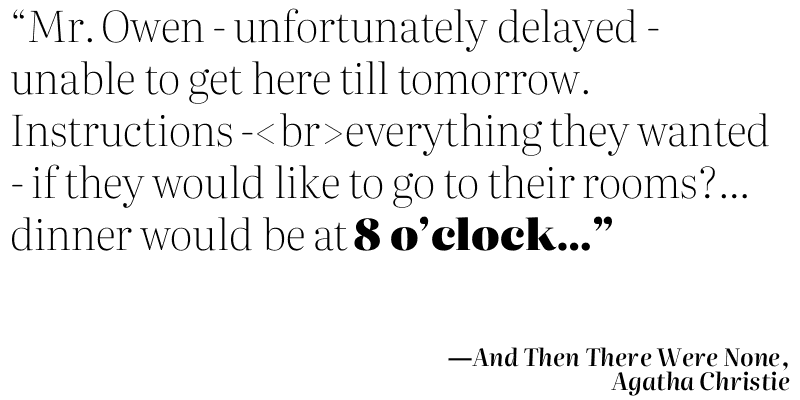 “Mr. Owen - unfortunately delayed -
unable to get here till tomorrow.
Instructions -<br>everything they wanted
- if they would like to go to their rooms?...
dinner would be at 8 o’clock...”
—And Then There Were None,
Agatha Christie